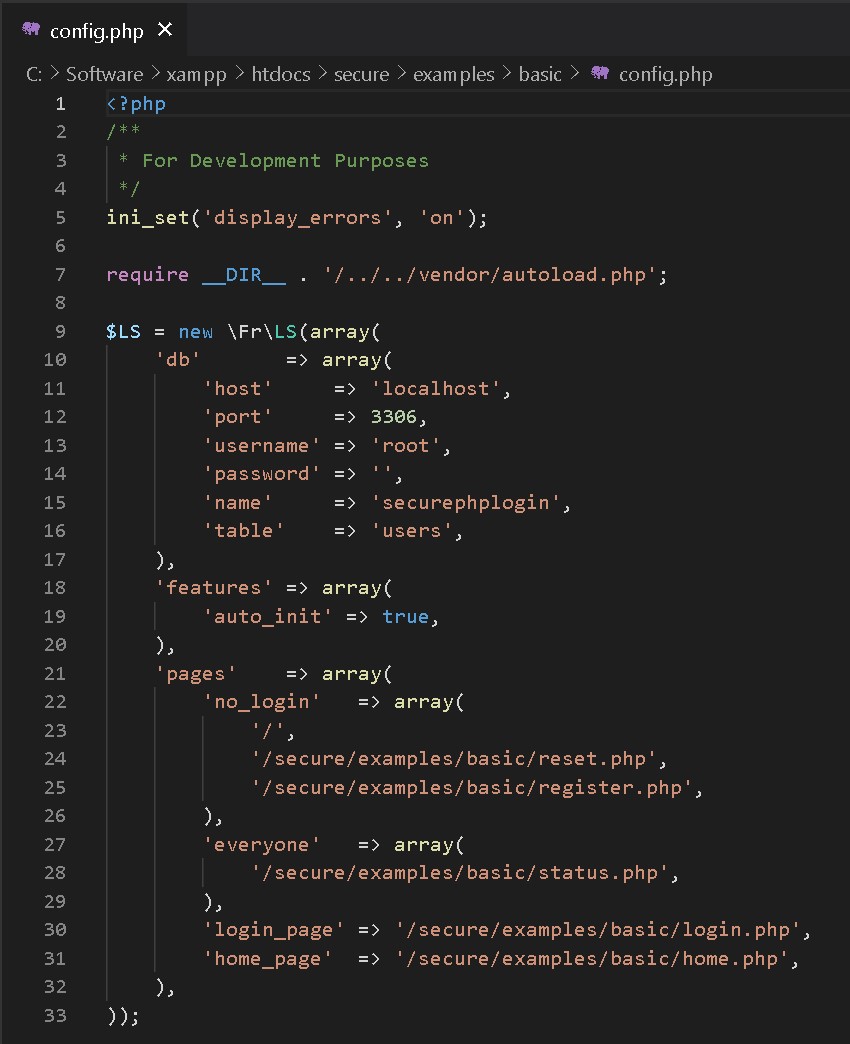 config.php ×
C: > Software > xampp > htdocs > secure > examples > basic > config.php
1 <?php
2 /**
3  * For Development Purposes
4  */
5 ini_set('display_errors', 'on');
6
7 require __DIR__ . '/../../vendor/autoload.php';
8
9 $LS = new \Fr\LS(array(
10     'db'       => array(
11         'host'     => 'localhost',
12         'port'     => 3306,
13         'username' => 'root',
14         'password' => '',
15         'name'     => 'securephplogin',
16         'table'    => 'users',
17     ),
18     'features' => array(
19         'auto_init' => true,
20     ),
21     'pages'    => array(
22         'no_login'   => array(
23             '/',
24             '/secure/examples/basic/reset.php',
25             '/secure/examples/basic/register.php',
26         ),
27         'everyone'   => array(
28             '/secure/examples/basic/status.php',
29         ),
30         'login_page' => '/secure/examples/basic/login.php',
31         'home_page'  => '/secure/examples/basic/home.php',
32     ),
33 ));